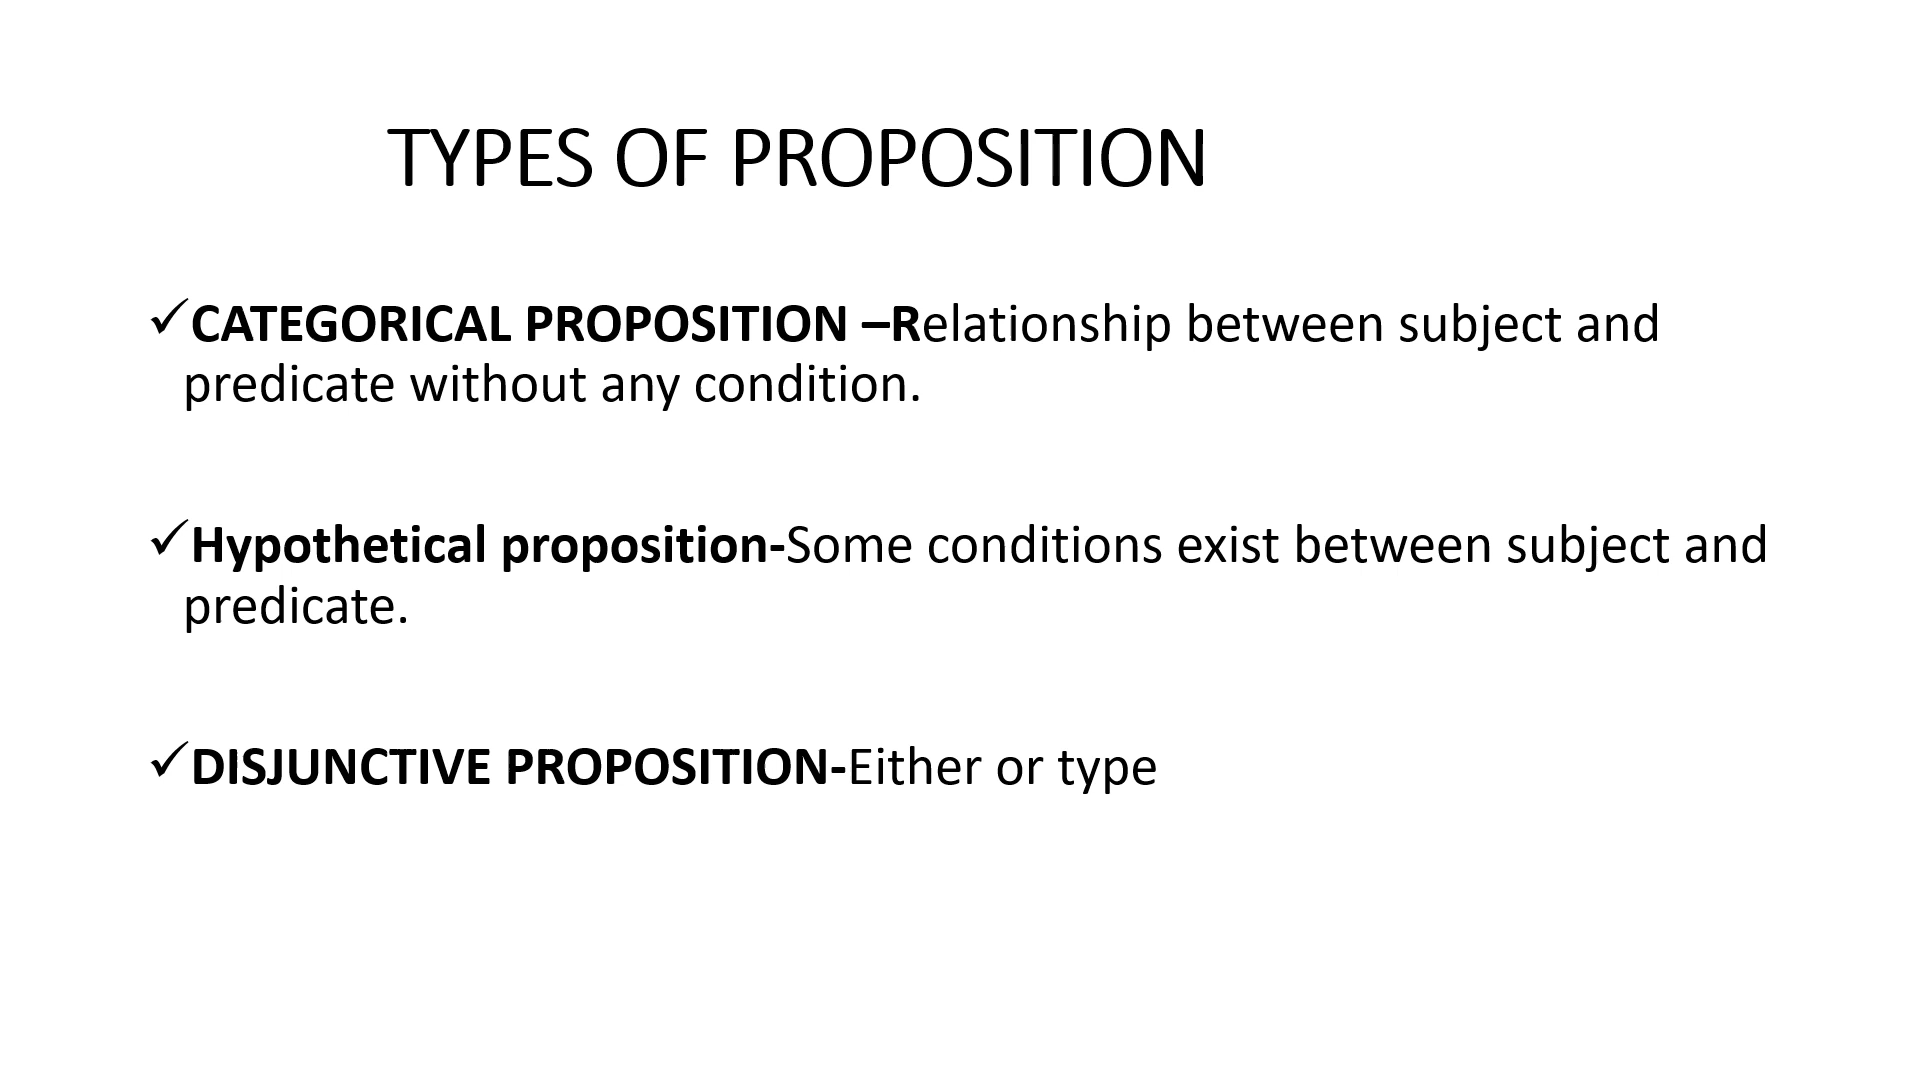 TYPES OF PROPOSITION
✓CATEGORICAL PROPOSITION –Relationship between subject and
predicate without any condition.
✓Hypothetical proposition-Some conditions exist between subject and
predicate.
✓DISJUNCTIVE PROPOSITION-Either or type